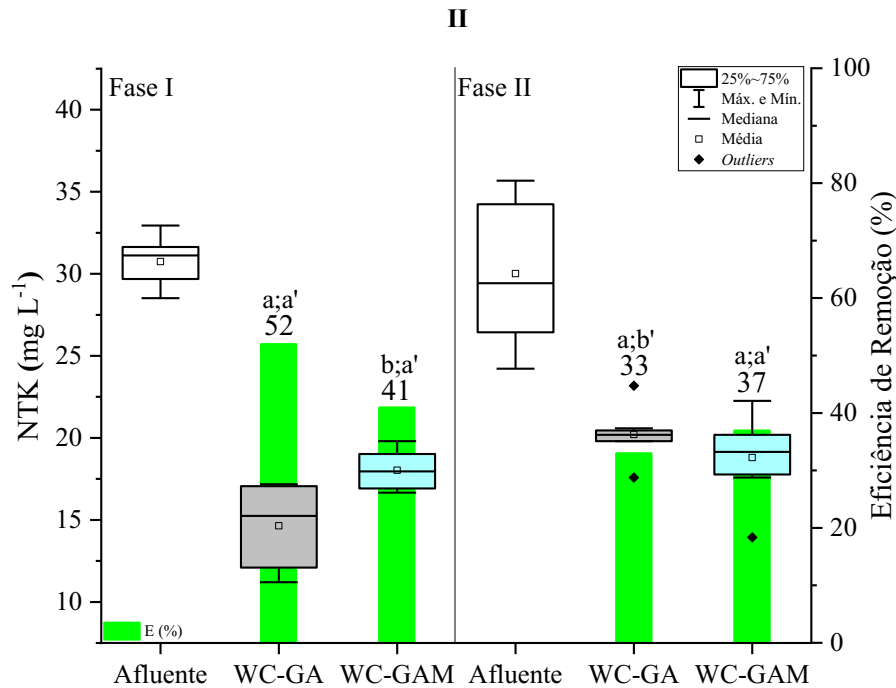 II
Fase I
Fase II
25%~75%
Máx. e Mín.
Mediana
Média
Outliers
NTK (mg L⁻¹)
40
35
30
25
20
15
10
Eficiência de Remoção (%)
100
80
60
40
20
0
a;a'
52
b;a'
41
a;b'
33
a;a'
37
E (%)
Afluente
WC-GA
WC-GAM
Afluente
WC-GA
WC-GAM